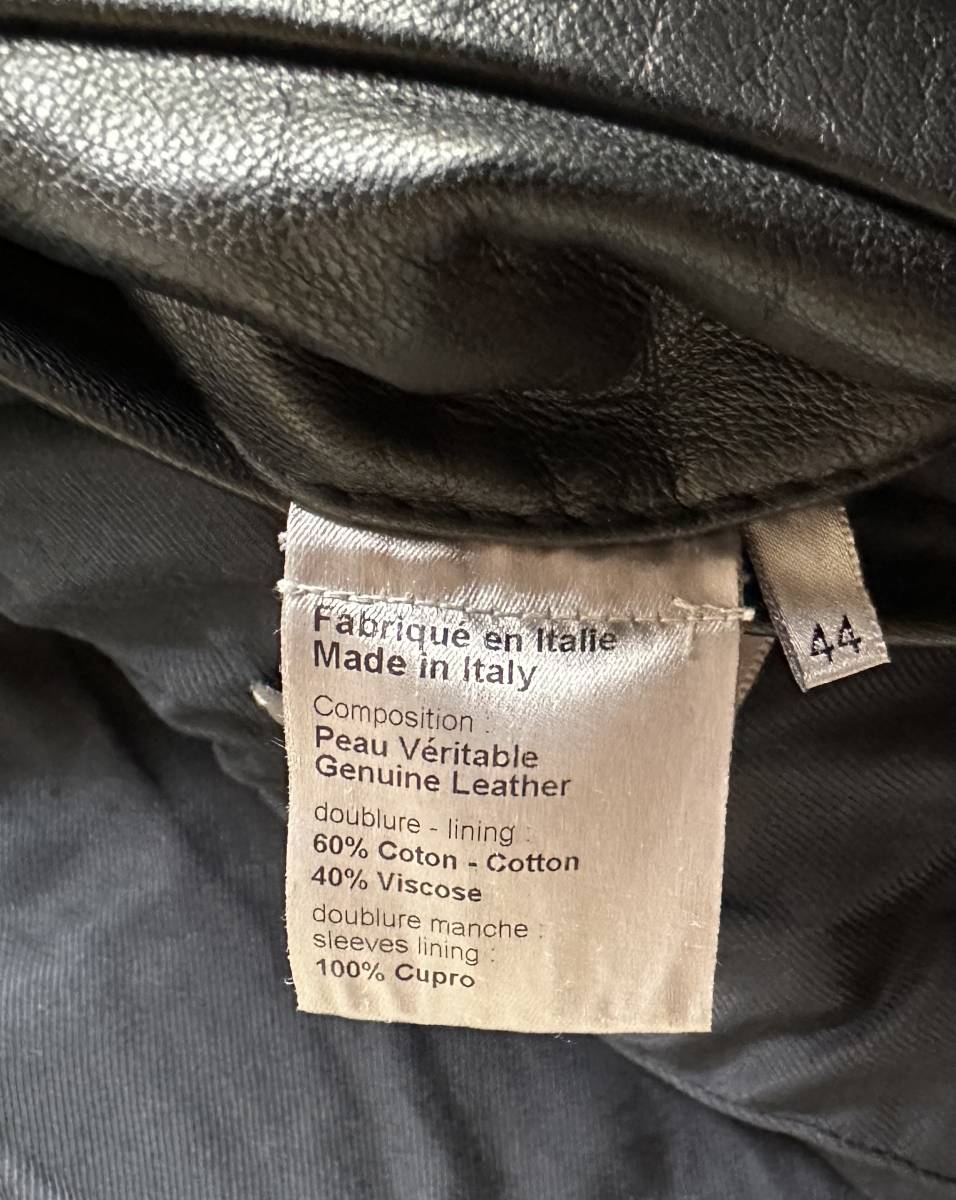 Fabriqué en Italie
Made in Italy
Composition :
Peau Véritable
Genuine Leather
doublure - lining :
60% Coton - Cotton
40% Viscose
doublure manche :
sleeves lining :
100% Cupro
44